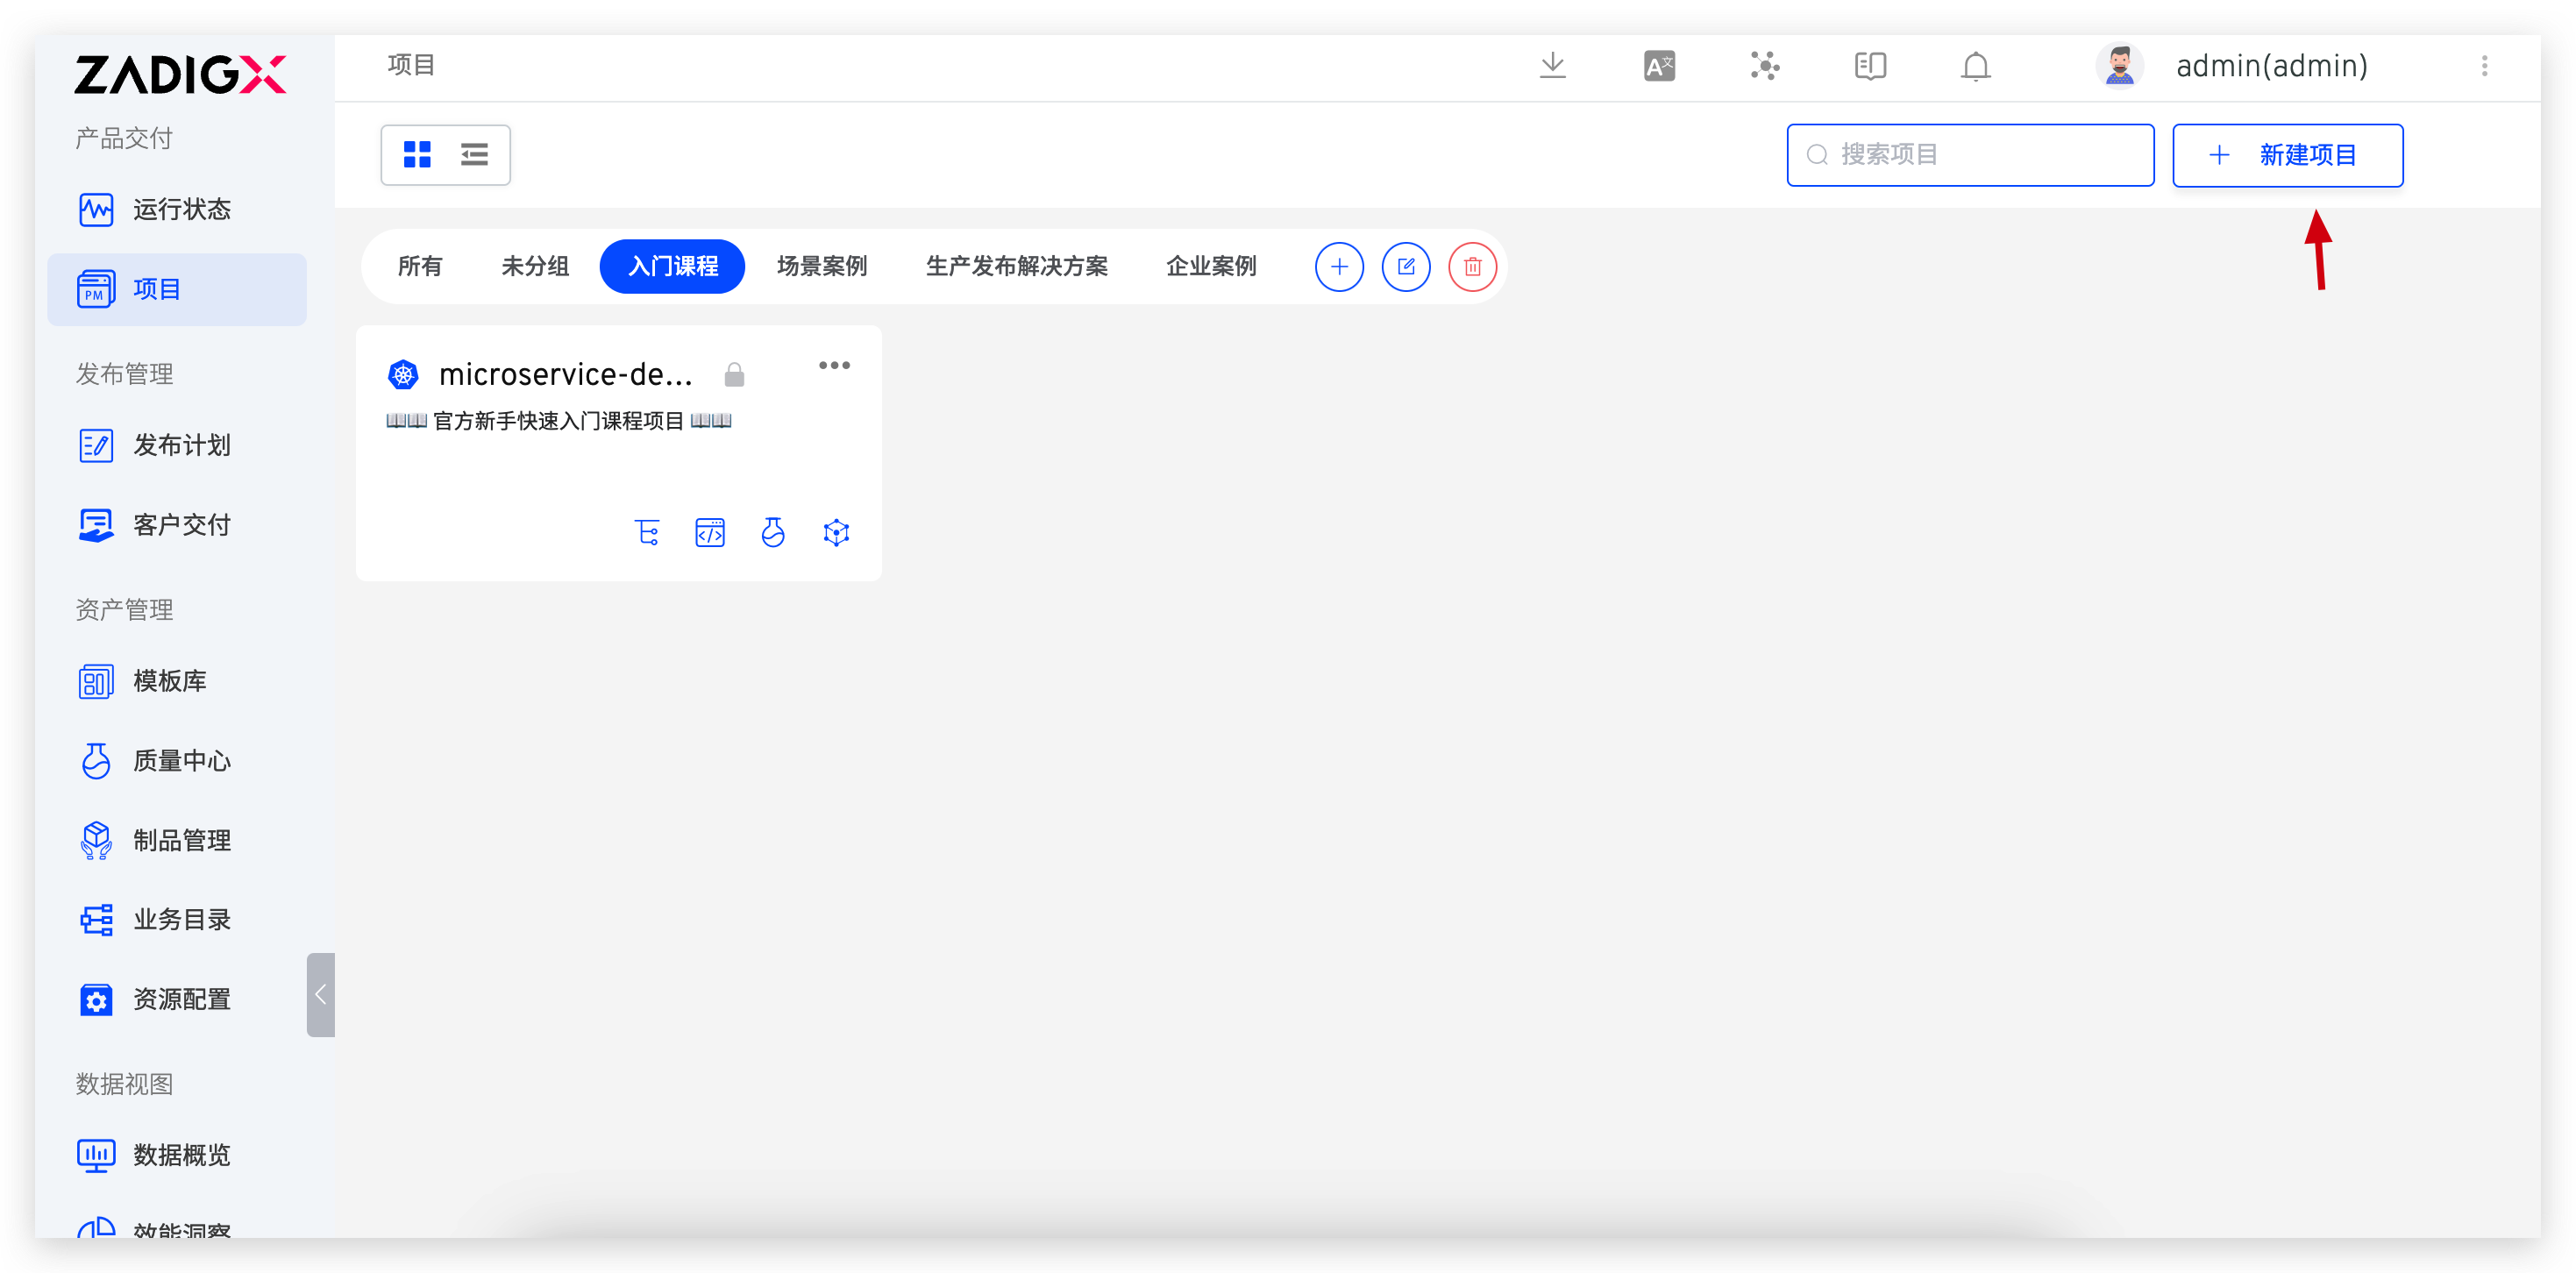 ZADIGX
产品交付
运行状态
PM 项目
发布管理
发布计划
客户交付
资产管理
模板库
质量中心
制品管理
业务目录
资源配置
数据视图
数据概览
效能洞察
项目
A文
admin(admin)
搜索项目
新建项目
所有 未分组 入门课程 场景案例 生产发布解决方案 企业案例
microservice-de...
📖📖 官方新手快速入门课程项目 📖📖